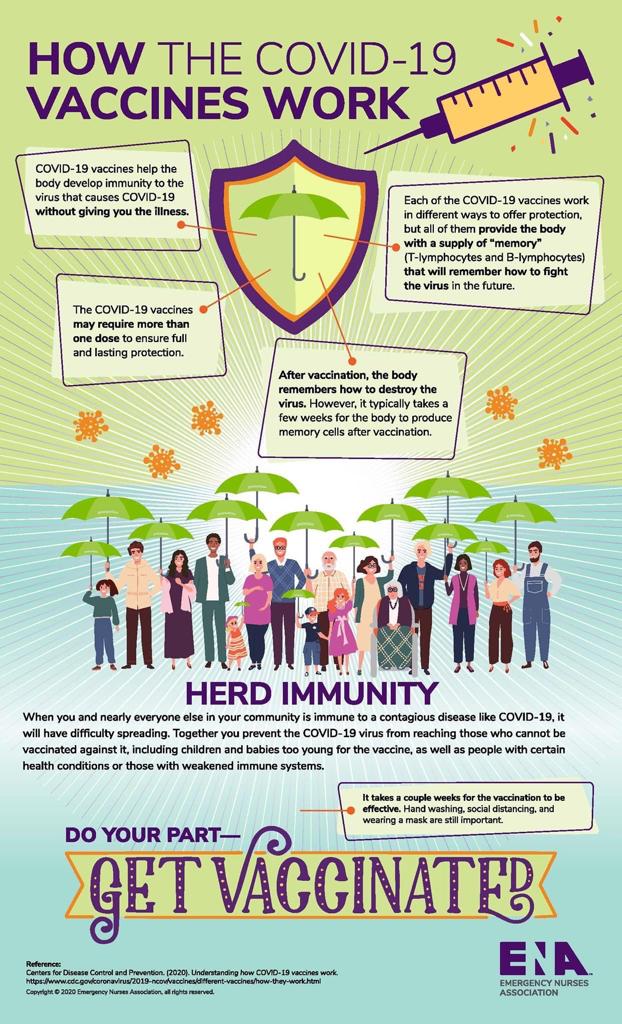 HOW THE COVID-19
VACCINES WORK
COVID-19 vaccines help the
body develop immunity to the
virus that causes COVID-19
without giving you the illness.
Each of the COVID-19 vaccines work
in different ways to offer protection,
but all of them provide the body
with a supply of “memory”
(T-lymphocytes and B-lymphocytes)
that will remember how to fight
the virus in the future.
The COVID-19 vaccines
may require more than
one dose to ensure full
and lasting protection.
After vaccination, the body
remembers how to destroy the
virus. However, it typically takes a
few weeks for the body to produce
memory cells after vaccination.
HERD IMMUNITY
When you and nearly everyone else in your community is immune to a contagious disease like COVID-19, it
will have difficulty spreading. Together you prevent the COVID-19 virus from reaching those who cannot be
vaccinated against it, including children and babies too young for the vaccine, as well as people with certain
health conditions or those with weakened immune systems.
It takes a couple weeks for the vaccination to be
effective. Hand washing, social distancing, and
wearing a mask are still important.
DO YOUR PART—
GET VACCINATED
Reference:
Centers for Disease Control and Prevention. (2020). Understanding how COVID-19 vaccines work.
https://www.cdc.gov/coronavirus/2019-ncov/vaccines/different-vaccines/how-they-work.html
Copyright © 2020 Emergency Nurses Association, all rights reserved.
ENA
EMERGENCY NURSES
ASSOCIATION